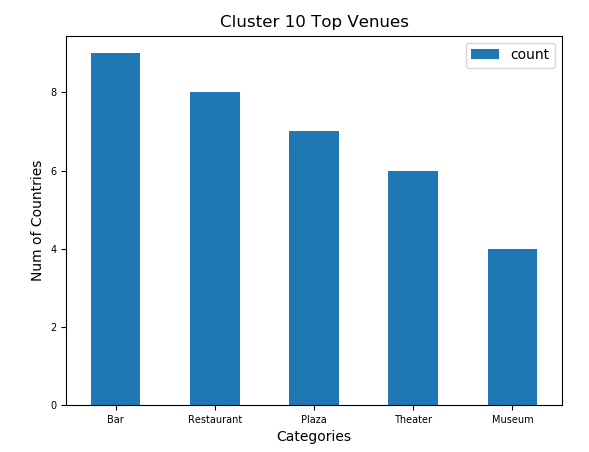 Cluster 10 Top Venues
count
Num of Countries
8
6
4
2
0
Bar Restaurant Plaza Theater Museum
Categories